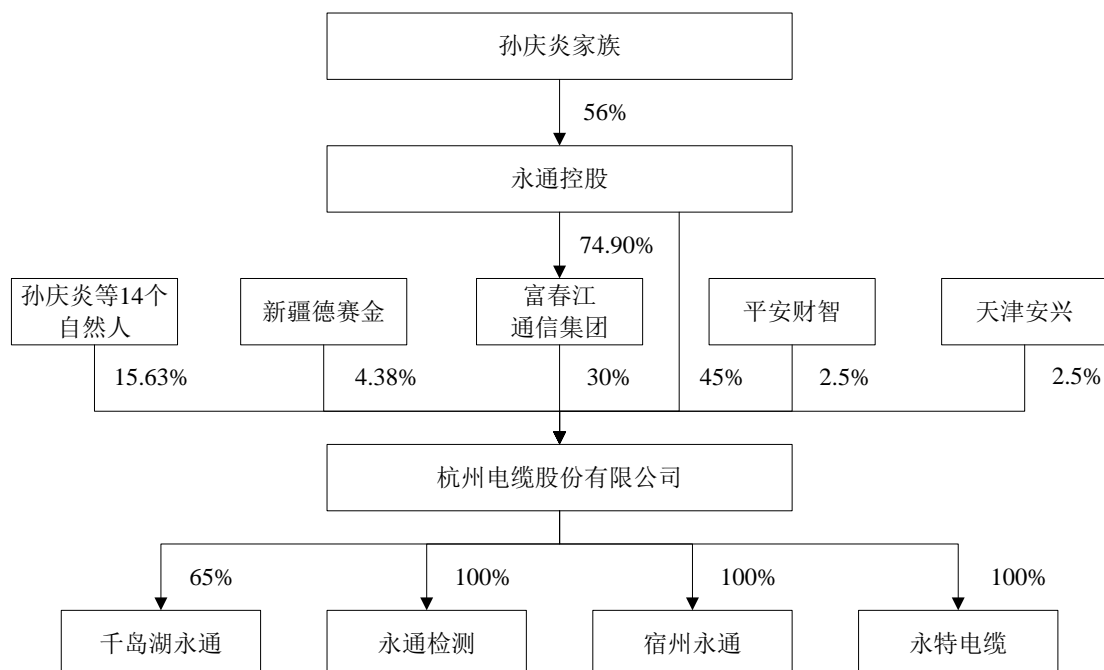 孙庆炎家族
56%
永通控股
74.90%
孙庆炎等14个
自然人
新疆德赛金
富春江
通信集团
平安财智
天津安兴
15.63%
4.38%
30%
45%
2.5%
2.5%
杭州电缆股份有限公司
65%
100%
100%
100%
千岛湖永通
永通检测
宿州永通
永特电缆